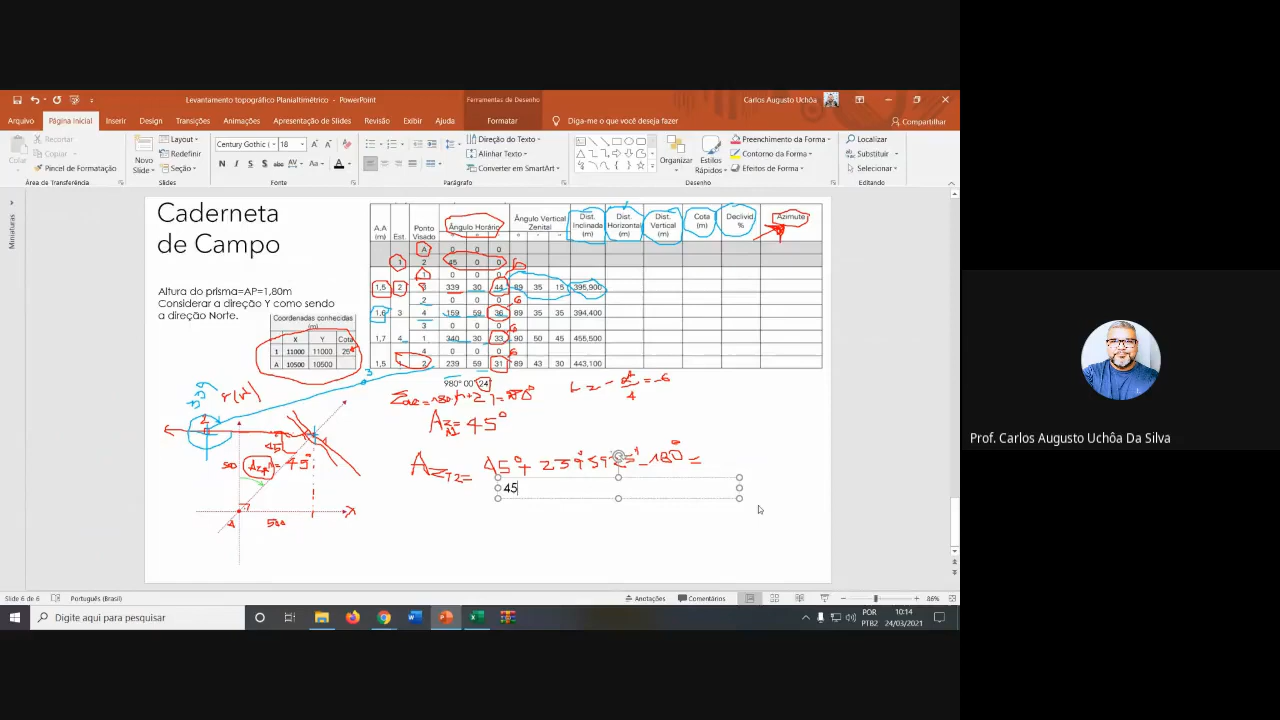 Levantamento topográfico Planialtimétrico - PowerPoint
Ferramentas de Desenho
Carlos Augusto Uchôa
Arquivo
Página Inicial
Inserir
Design
Transições
Animações
Apresentação de Slides
Revisão
Exibir
Ajuda
Formatar
Diga-me o que você deseja fazer
Compartilhar
Colar
Recortar
Copiar
Pincel de Formatação
Área de Transferência
Novo Slide
Layout
Redefinir
Seção
Slides
Century Gothic
18
N I S S abc AV Aa A
Fonte
Direção do Texto
Alinhar Texto
Converter em SmartArt
Parágrafo
Organizar
Estilos Rápidos
Preenchimento da Forma
Contorno da Forma
Efeitos de Forma
Desenho
Localizar
Substituir
Selecionar
Editando
Miniaturas
Caderneta
de Campo
Altura do prisma=AP=1,80m
Considerar a direção Y como sendo
a direção Norte.
Coordenadas conhecidas
(m)
X Y Cota
1 11000 11000 25
A 10500 10500
A.A (m) Est Ponto Visado Ângulo Horário Ângulo Vertical Zenital Dist. Inclinada (m) Dist. Horizontal (m) Dist. Vertical (m) Cota (m) Declivid. % Azimute
A 0 0 0
1 2 45 0 0
1 0 0 0
1,5 2 339 30 44 89 35 15 395,900
2 0 0 0
1,6 3 4 159 59 36 89 35 35 394,400
3 0 0 0
1,7 4 1 340 30 33 90 50 45 455,500
4 0 0 0
1,5 1 2 239 59 31 89 43 30 443,100
980° 00' 24"
= 45°
45
Slide 6 de 6
Português (Brasil)
Anotações
Comentários
86%
Digite aqui para pesquisar
POR
PTB2
10:14
24/03/2021
Prof. Carlos Augusto Uchôa Da Silva